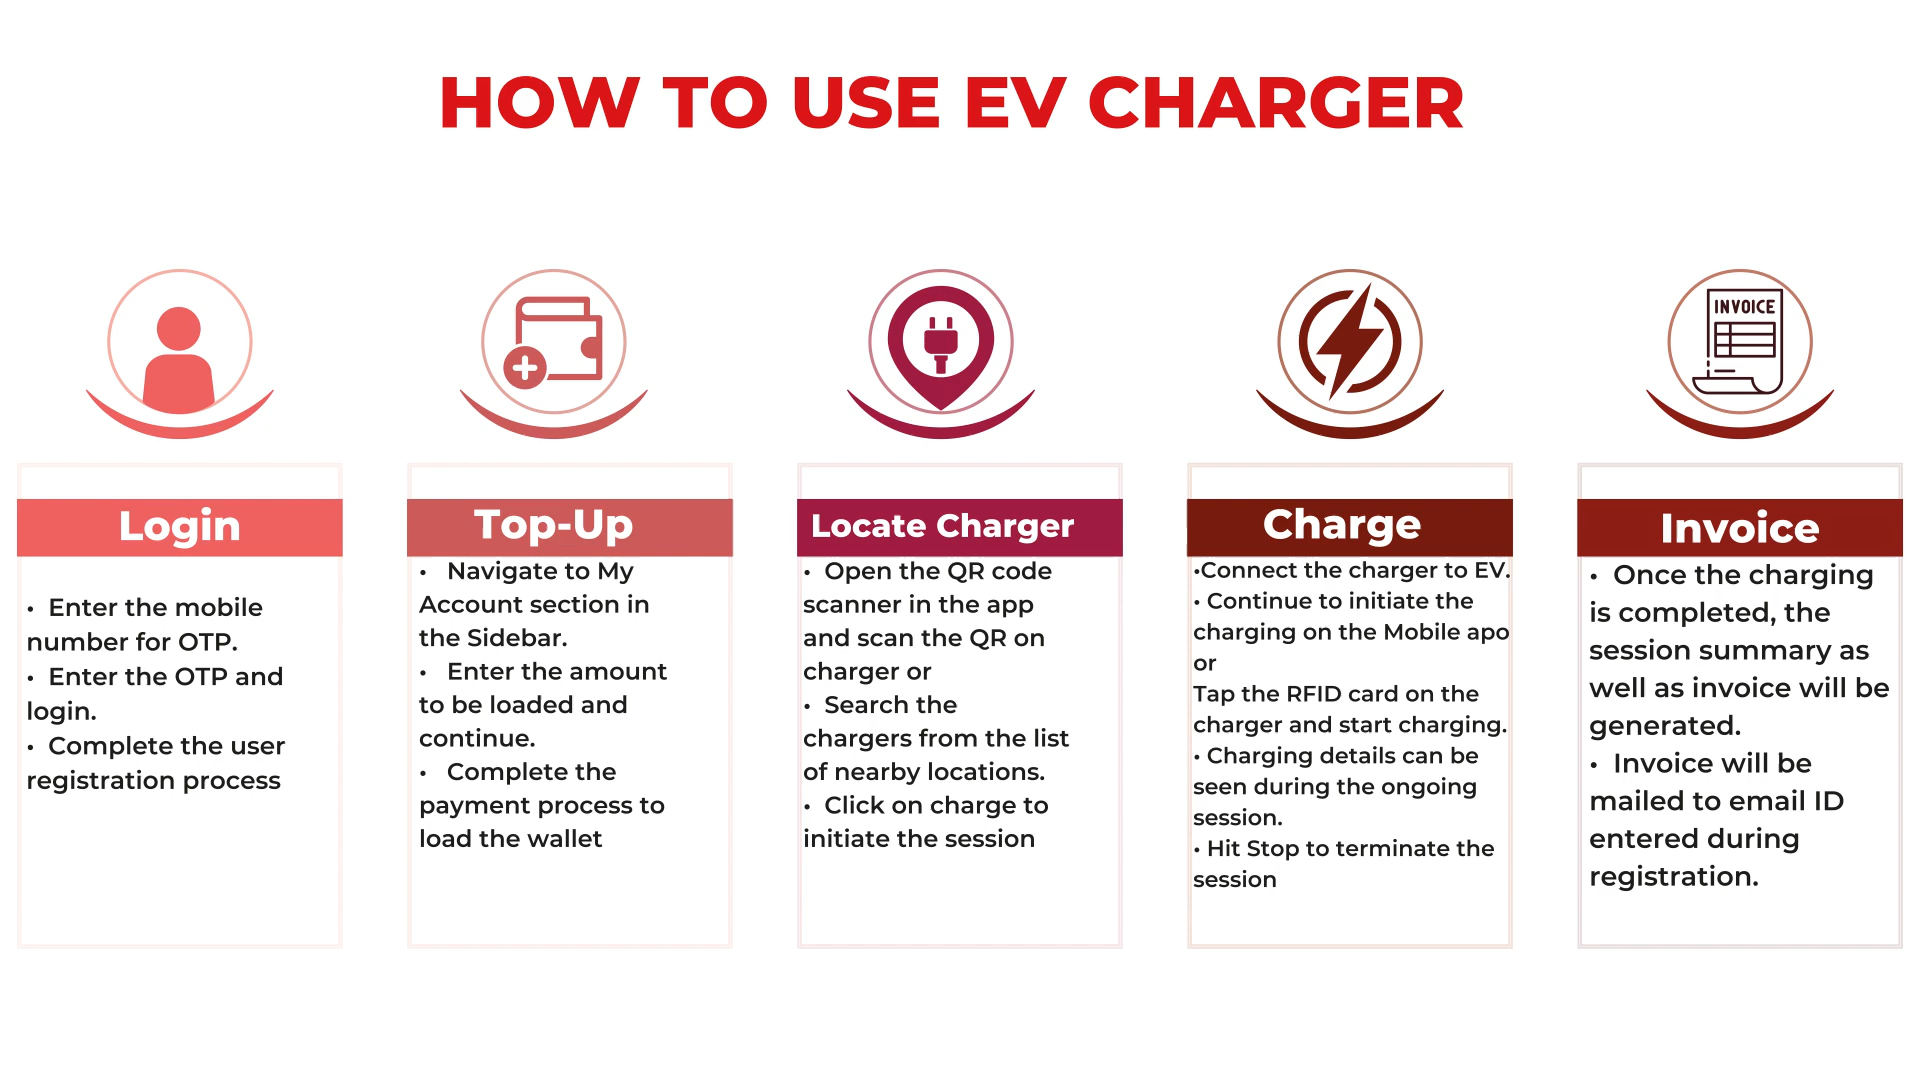 HOW TO USE EV CHARGER
INVOICE
Login
• Enter the mobile
number for OTP.
• Enter the OTP and
login.
• Complete the user
registration process
Top-Up
• Navigate to My
Account section in
the Sidebar.
• Enter the amount
to be loaded and
continue.
• Complete the
payment process to
load the wallet
Locate Charger
• Open the QR code
scanner in the app
and scan the QR on
charger or
• Search the
chargers from the list
of nearby locations.
• Click on charge to
initiate the session
Charge
•Connect the charger to EV.
• Continue to initiate the
charging on the Mobile apo
or
Tap the RFID card on the
charger and start charging.
• Charging details can be
seen during the ongoing
session.
• Hit Stop to terminate the
session
Invoice
• Once the charging
is completed, the
session summary as
well as invoice will be
generated.
• Invoice will be
mailed to email ID
entered during
registration.